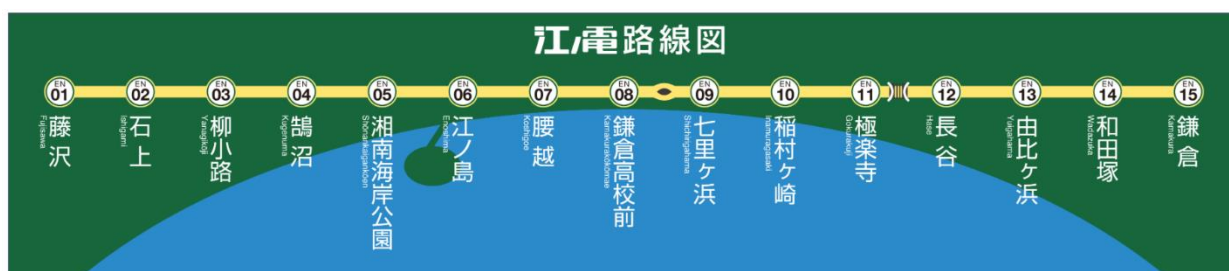 江ノ電路線図
EN 01
藤沢
Fujisawa
EN 02
石上
Ishigami
EN 03
柳小路
Yanagikōji
EN 04
鵠沼
Kugenuma
EN 05
湘南海岸公園
Shōnankaigankōen
EN 06
江ノ島
Enoshima
EN 07
腰越
Koshigoe
EN 08
鎌倉高校前
Kamakurakōkōmae
EN 09
七里ヶ浜
Shichirigahama
EN 10
稲村ヶ崎
Inamuragasaki
EN 11
極楽寺
Gokurakuji
EN 12
長谷
Hase
EN 13
由比ヶ浜
Yuigahama
EN 14
和田塚
Wadazuka
EN 15
鎌倉
Kamakura